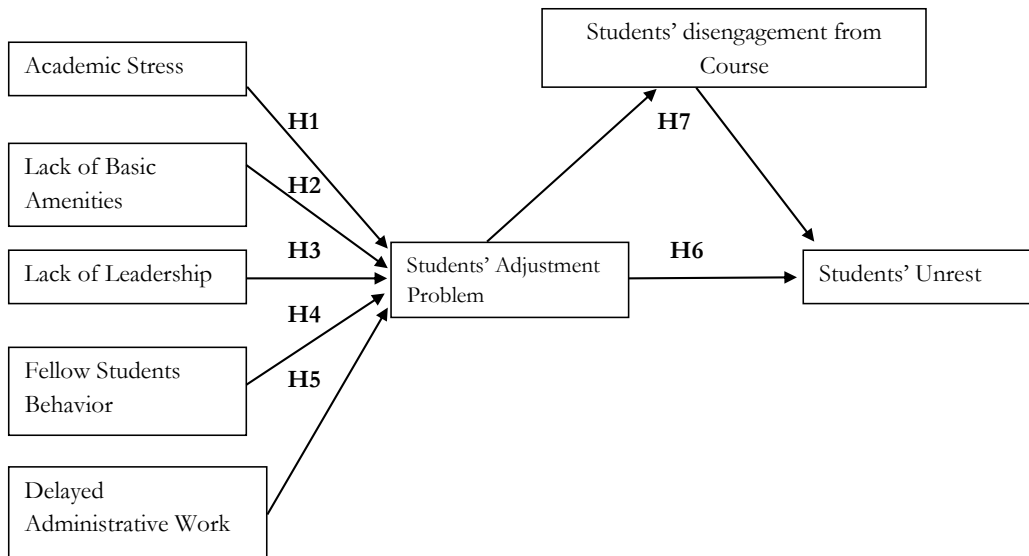 Academic Stress
Lack of Basic
Amenities
Lack of Leadership
Fellow Students
Behavior
Delayed
Administrative Work
H1
H2
H3
H4
H5
Students’ Adjustment
Problem
Students’ disengagement from
Course
H7
H6
Students’ Unrest